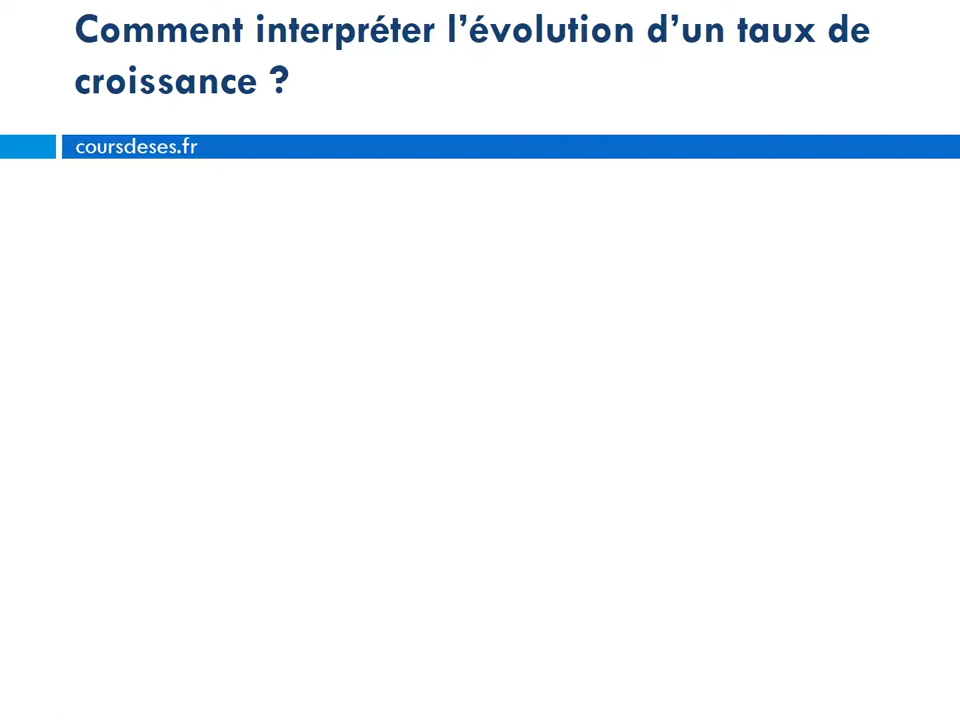 Comment interpréter l’évolution d’un taux de
croissance ?
coursdeses.fr